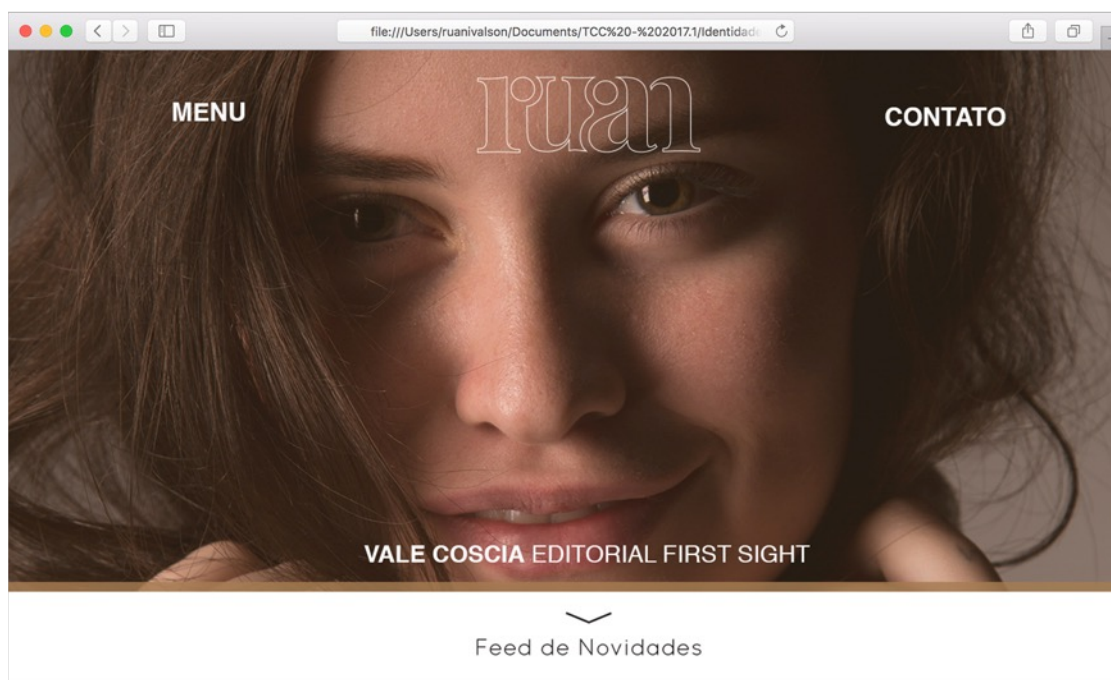 file:///Users/ruanivalson/Documents/TCC%20-%202017.1/Identidade
MENU
ruan
CONTATO
VALE COSCIA EDITORIAL FIRST SIGHT
Feed de Novidades